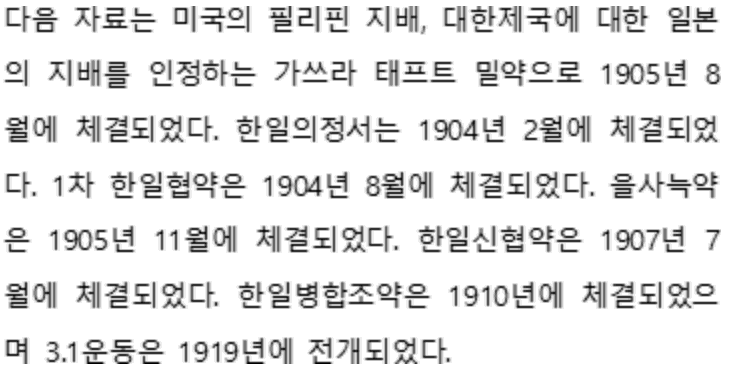 다음 자료는 미국의 필리핀 지배, 대한제국에 대한 일본
의 지배를 인정하는 가쓰라 태프트 밀약으로 1905년 8
월에 체결되었다. 한일의정서는 1904년 2월에 체결되었
다. 1차 한일협약은 1904년 8월에 체결되었다. 을사늑약
은 1905년 11월에 체결되었다. 한일신협약은 1907년 7
월에 체결되었다. 한일병합조약은 1910년에 체결되었으
며 3.1운동은 1919년에 전개되었다.